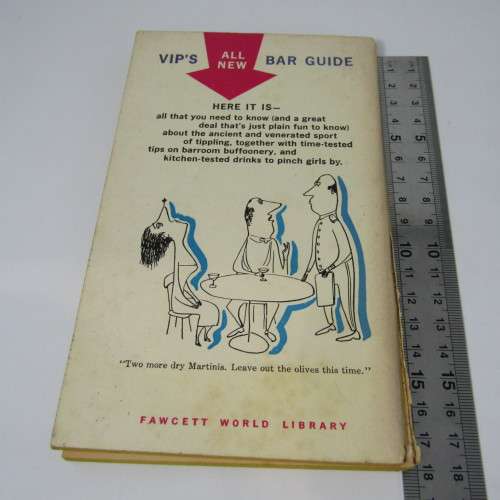 VIP'S ALL NEW BAR GUIDE
HERE IT IS—
all that you need to know (and a great
deal that's just plain fun to know)
about the ancient and venerated sport
of tippling, together with time-tested
tips on barroom buffoonery, and
kitchen-tested drinks to pinch girls by.
"Two more dry Martinis. Leave out the olives this time."
FAWCETT WORLD LIBRARY
1 2 3 4 5 6 7 8 9 10 11 12 13 14 15 16 17 18